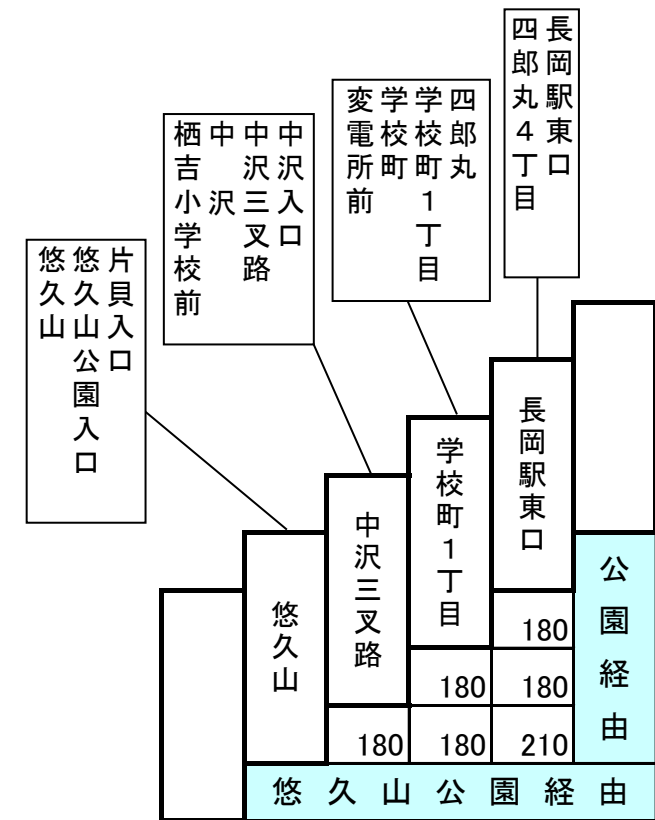 長岡駅東口
四郎丸4丁目
四郎丸
学校町1丁目
学校町
変電所前
中沢入口
中沢三叉路
中　沢
栖吉小学校前
片貝入口
悠久山公園入口
悠久山
長岡駅東口
学校町1丁目
中沢三叉路
悠久山
公園経由
180
180 180
180 180 210
悠久山公園経由